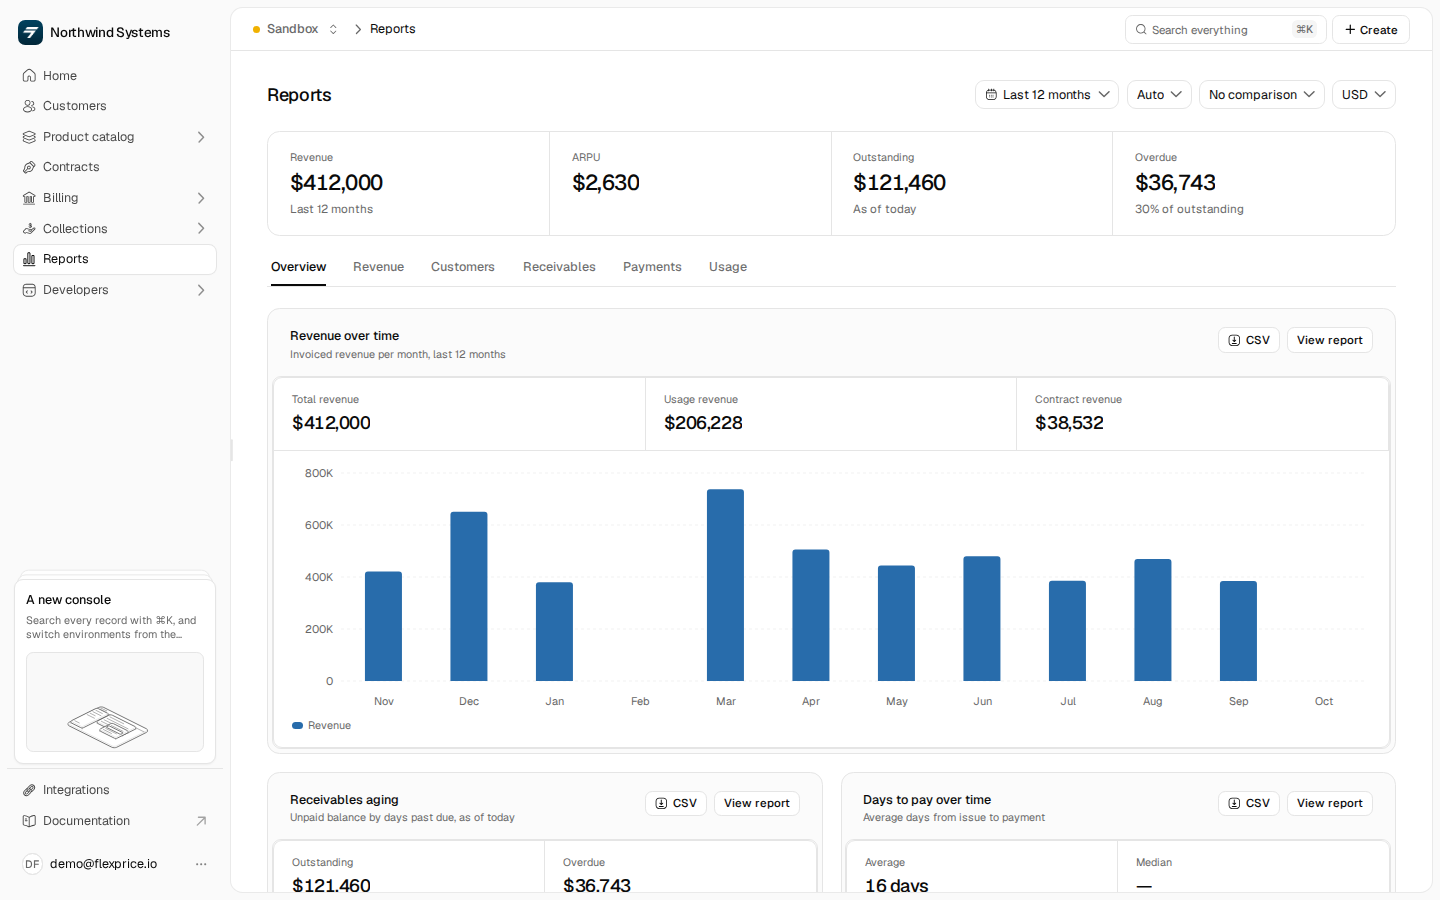 Northwind Systems
Home
Customers
Product catalog
Contracts
Billing
Collections
Reports
Developers
A new console
Search every record with ⌘K, and
switch environments from the...
Integrations
Documentation
DF demo@flexprice.io
Sandbox
Reports
Search everything ⌘K
Create
Reports
Last 12 months
Auto
No comparison
USD
Revenue
$412,000
Last 12 months
ARPU
$2,630
Outstanding
$121,460
As of today
Overdue
$36,743
30% of outstanding
Overview Revenue Customers Receivables Payments Usage
Revenue over time
Invoiced revenue per month, last 12 months
CSV
View report
Total revenue
$412,000
Usage revenue
$206,228
Contract revenue
$38,532
800K
600K
400K
200K
0
Nov Dec Jan Feb Mar Apr May Jun Jul Aug Sep Oct
Revenue
Receivables aging
Unpaid balance by days past due, as of today
CSV
View report
Outstanding
$121,460
Overdue
$36,743
Days to pay over time
Average days from issue to payment
CSV
View report
Average
16 days
Median
—